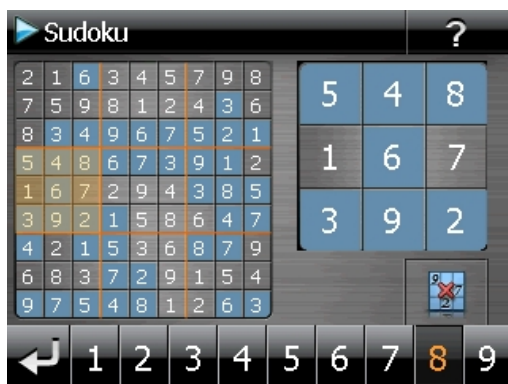 Sudoku ?
2 1 6 3 4 5 7 9 8
7 5 9 8 1 2 4 3 6
8 3 4 9 6 7 5 2 1
5 4 8 6 7 3 9 1 2
1 6 7 2 9 4 3 8 5
3 9 2 1 5 8 6 4 7
4 2 1 5 3 6 8 7 9
6 8 3 7 2 9 1 5 4
9 7 5 4 8 1 2 6 3
5 4 8
1 6 7
3 9 2
9 7
2
1 2 3 4 5 6 7 8 9